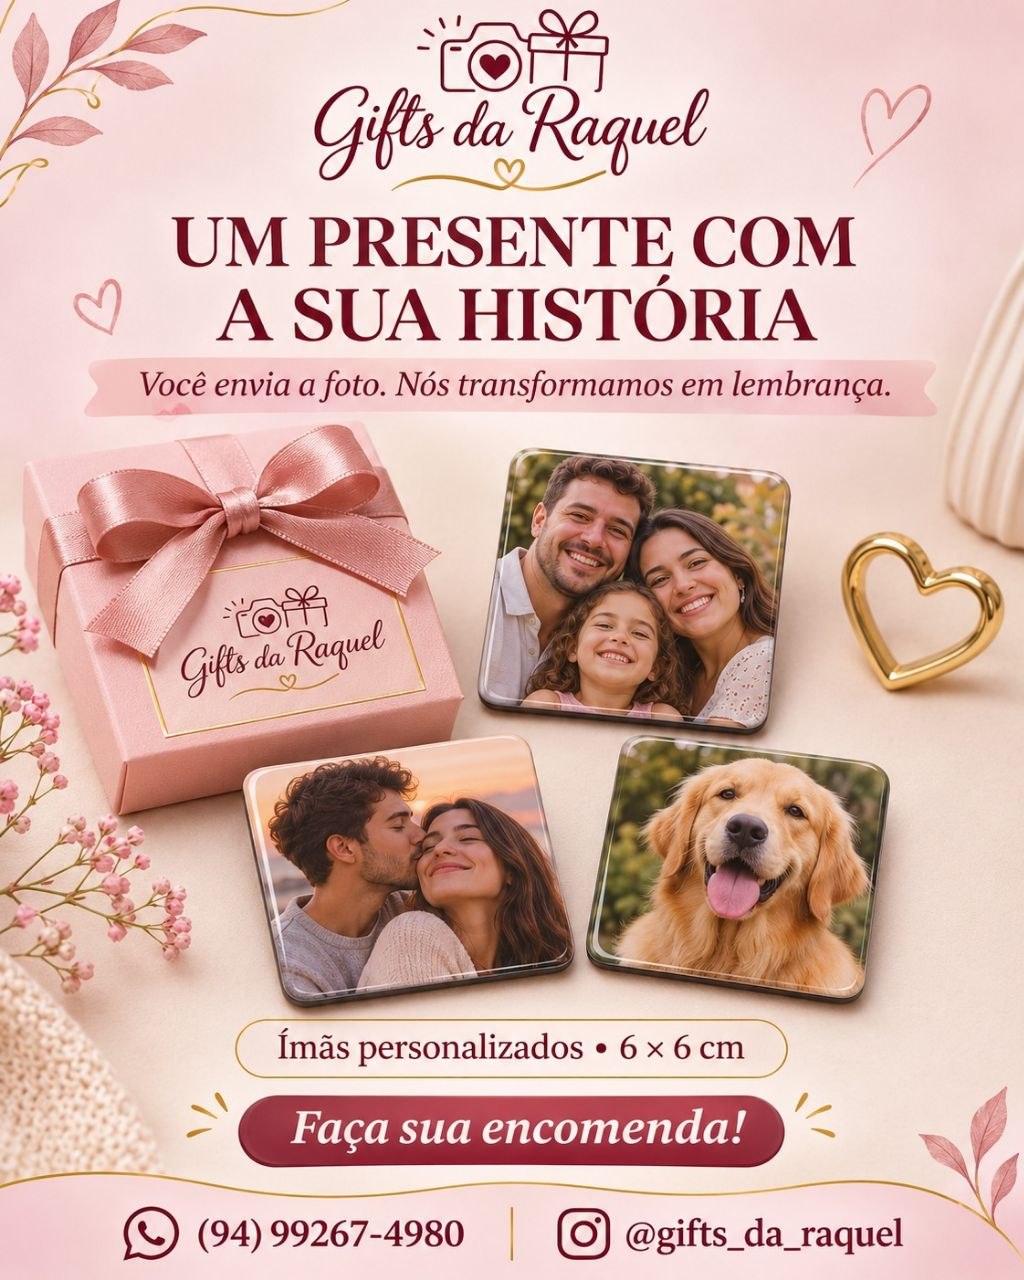 Gifts da Raquel
UM PRESENTE COM
A SUA HISTÓRIA
Você envia a foto. Nós transformamos em lembrança.
Gifts da Raquel
Ímãs personalizados • 6 × 6 cm
Faça sua encomenda!
(94) 99267-4980
@gifts_da_raquel